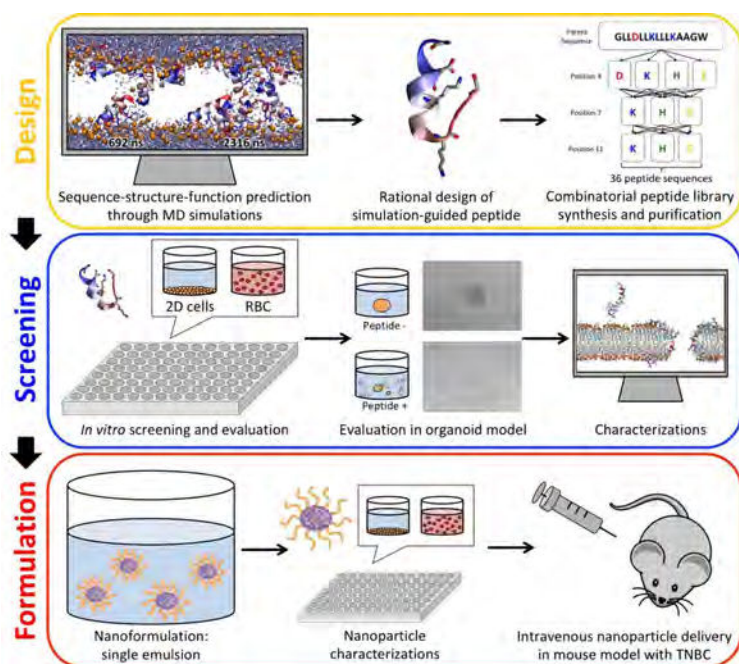 Design
692 ns
2316 ns
Sequence-structure-function prediction
through MD simulations
Rational design of
simulation-guided peptide
Parent
Sequence
GLLDLLKLLLKAAGW
Position 4
D K H
Position 7
K H
Position 11
K H
36 peptide sequences
Combinatorial peptide library
synthesis and purification
Screening
2D cells
RBC
In vitro screening and evaluation
Peptide -
Peptide +
Evaluation in organoid model
Characterizations
Formulation
Nanoformulation:
single emulsion
Nanoparticle
characterizations
Intravenous nanoparticle delivery
in mouse model with TNBC